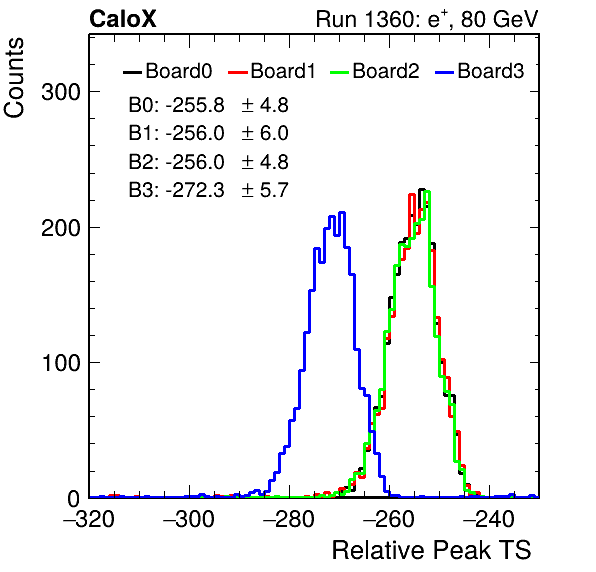 CaloX Run 1360: e⁺, 80 GeV
Counts
Board0 Board1 Board2 Board3
B0: -255.8 ± 4.8
B1: -256.0 ± 6.0
B2: -256.0 ± 4.8
B3: -272.3 ± 5.7
300
200
100
0
−320 −300 −280 −260 −240
Relative Peak TS